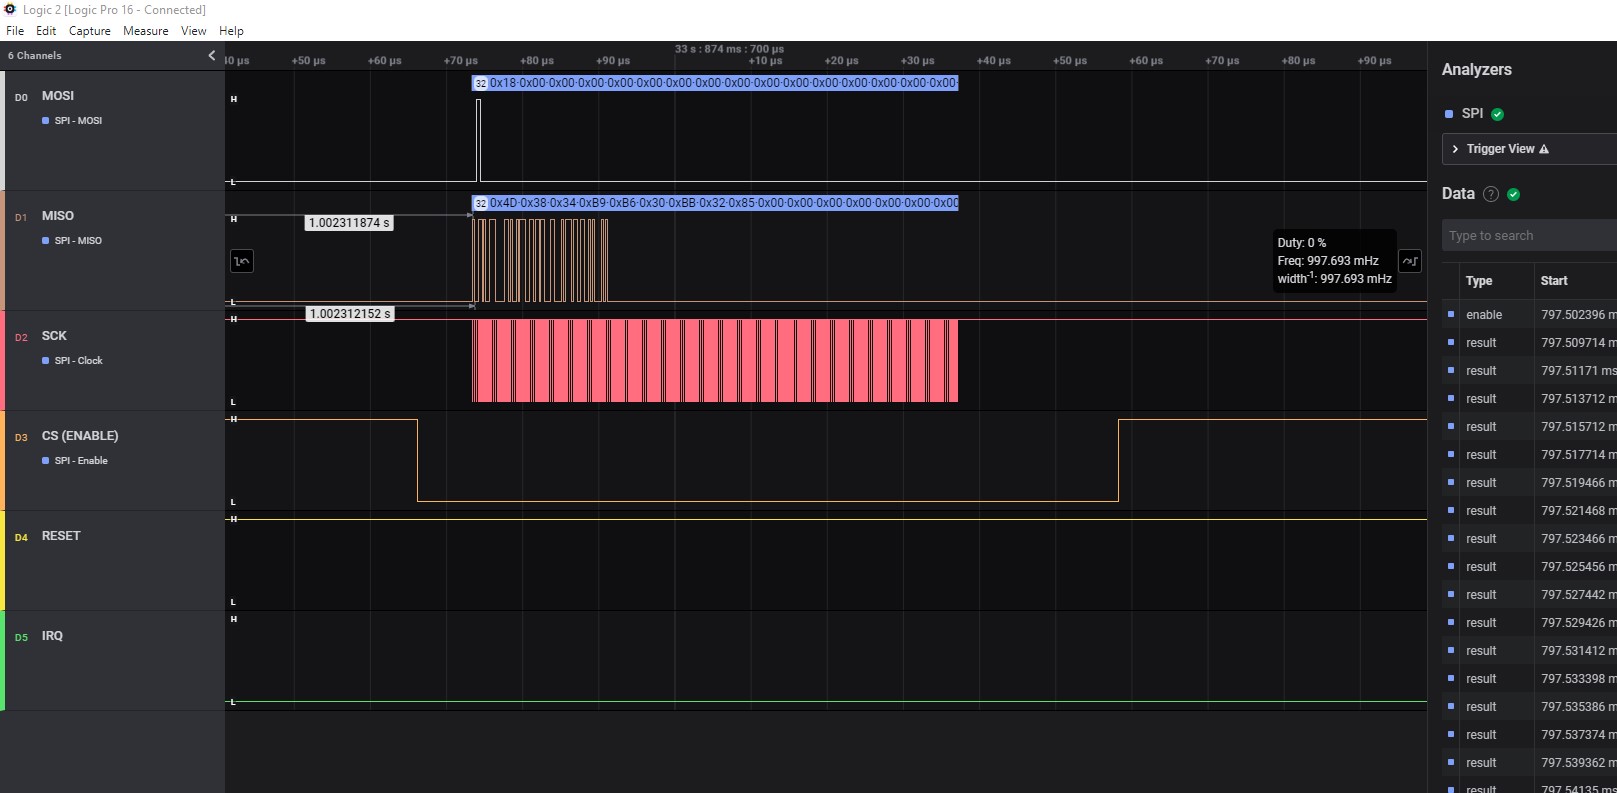 Logic 2 [Logic Pro 16 - Connected]
File Edit Capture Measure View Help
6 Channels
33 s : 874 ms : 700 µs
40 µs +50 µs +60 µs +70 µs +80 µs +90 µs +10 µs +20 µs +30 µs +40 µs +50 µs +60 µs +70 µs +80 µs +90 µs
D0 MOSI
SPI - MOSI
H
L
32 0x18·0x00·0x00·0x00·0x00·0x00·0x00·0x00·0x00·0x00·0x00·0x00·0x00·0x00·0x00·0x00·
D1 MISO
SPI - MISO
H
L
32 0x4D·0x38·0x34·0xB9·0xB6·0x30·0xBB·0x32·0x85·0x00·0x00·0x00·0x00·0x00·0x00·0x00
1.002311874 s
1.002312152 s
Duty: 0 %
Freq: 997.693 mHz
width⁻¹: 997.693 mHz
D2 SCK
SPI - Clock
H
L
D3 CS (ENABLE)
SPI - Enable
H
L
D4 RESET
H
L
D5 IRQ
H
L
Analyzers
SPI
Trigger View
Data ?
Type to search
Type Start
enable 797.502396 m
result 797.509714 m
result 797.51171 ms
result 797.513712 m
result 797.515712 m
result 797.517714 m
result 797.519466 m
result 797.521468 m
result 797.523466 m
result 797.525456 m
result 797.527442 m
result 797.529426 m
result 797.531412 m
result 797.533398 m
result 797.535386 m
result 797.537374 m
result 797.539362 m
result 797.54135 ms